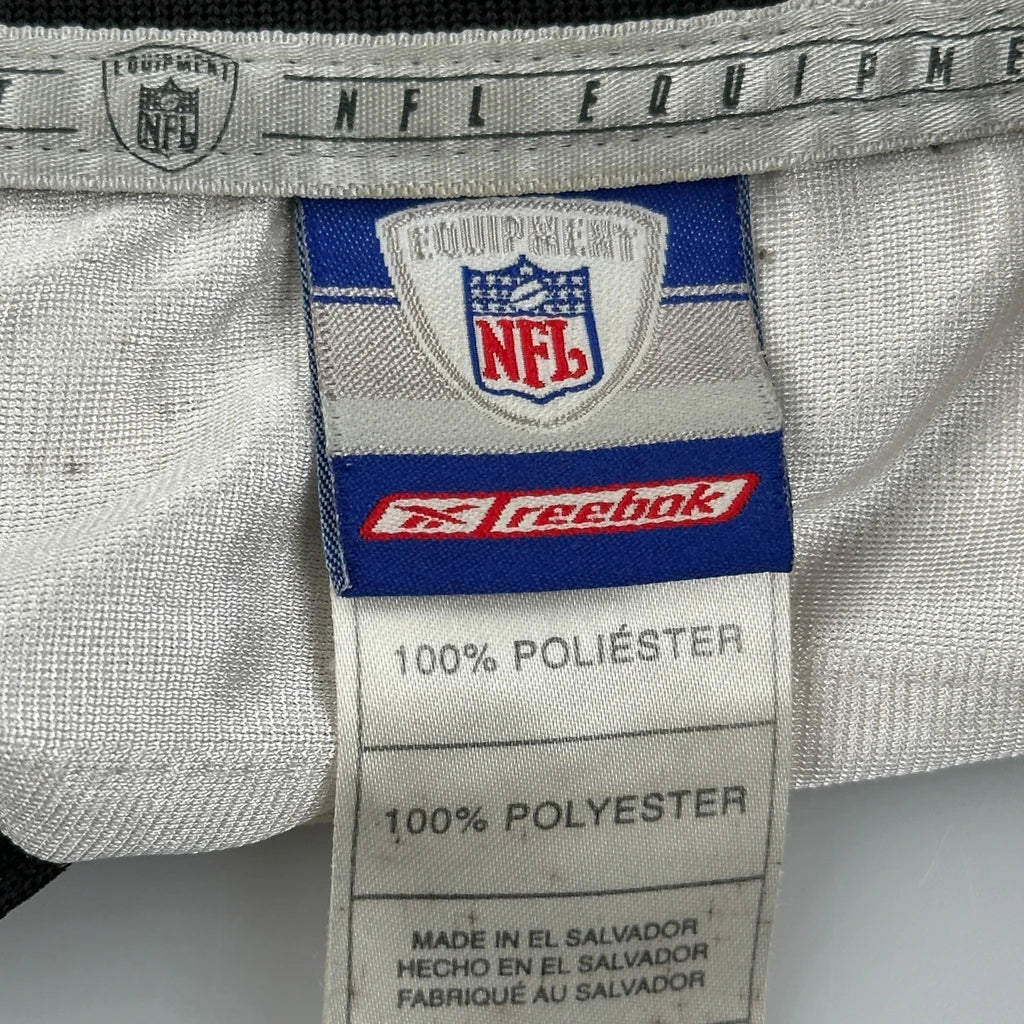 EQUIPMENT
NFL
NFL EQUIPME
EQUIPMENT
NFL
Reebok
100% POLIÉSTER
100% POLYESTER
MADE IN EL SALVADOR
HECHO EN EL SALVADOR
FABRIQUÉ AU SALVADOR